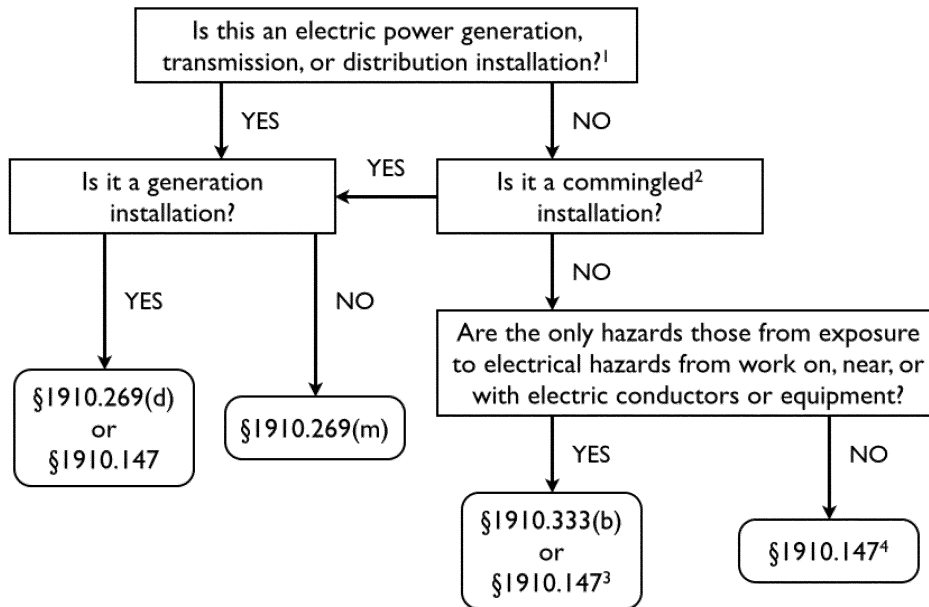 Is this an electric power generation,
transmission, or distribution installation?¹
YES
NO
Is it a generation
installation?
YES
Is it a commingled²
installation?
YES
NO
NO
Are the only hazards those from exposure
to electrical hazards from work on, near, or
with electric conductors or equipment?
§1910.269(d)
or
§1910.147
§1910.269(m)
YES
NO
§1910.333(b)
or
§1910.147³
§1910.147⁴